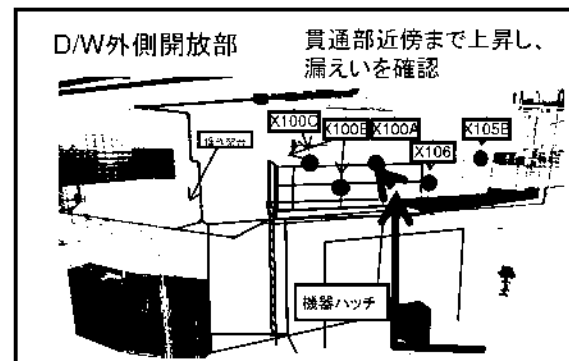 D/W外側開放部
貫通部近傍まで上昇し、
漏えいを確認
X100C
X100B
X100A
X105B
X106
機器ハッチ